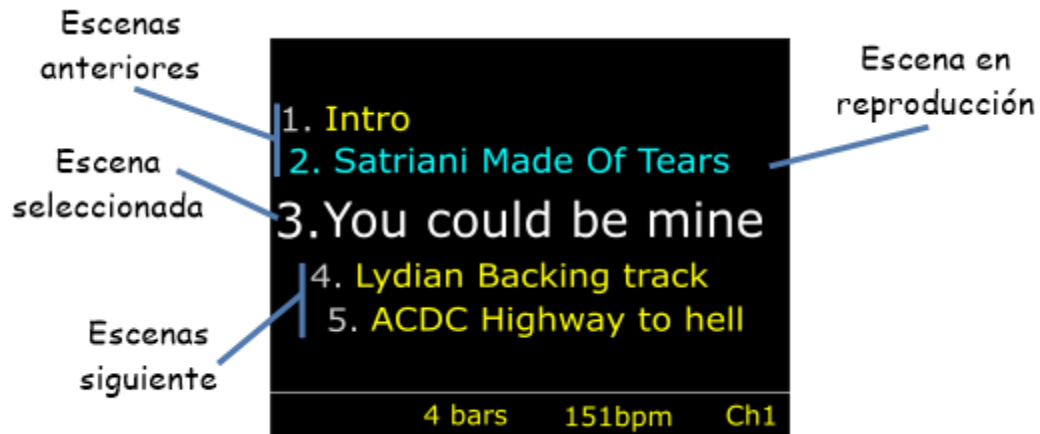 Escenas
anteriores
Escena
seleccionada
Escenas
siguiente
1. Intro
2. Satriani Made Of Tears
3.You could be mine
4. Lydian Backing track
5. ACDC Highway to hell
4 bars 151bpm Ch1
Escena en
reproducción